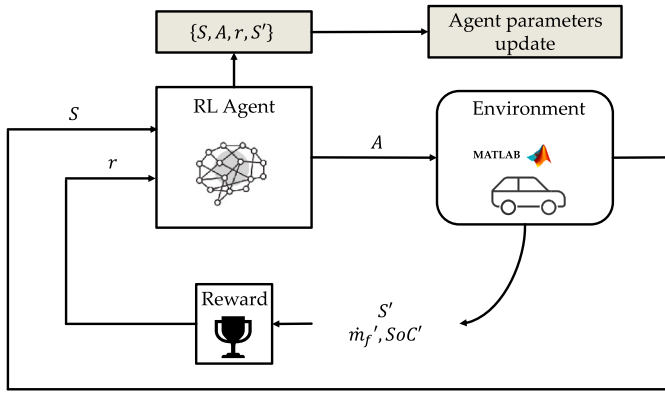 {S, A, r, S′}
Agent parameters
update
RL Agent
Environment
MATLAB
S
r
A
Reward
S′
ṁ_f′, SoC′